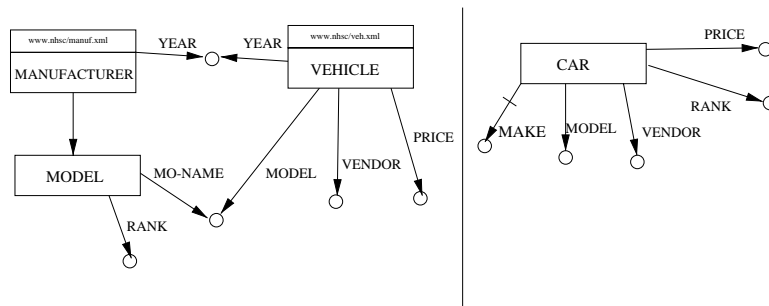 www.nhsc/manuf.xml
MANUFACTURER
YEAR
YEAR
www.nhsc/veh.xml
VEHICLE
MODEL
MO-NAME
RANK
MODEL
VENDOR
PRICE
CAR
PRICE
RANK
MAKE
MODEL
VENDOR